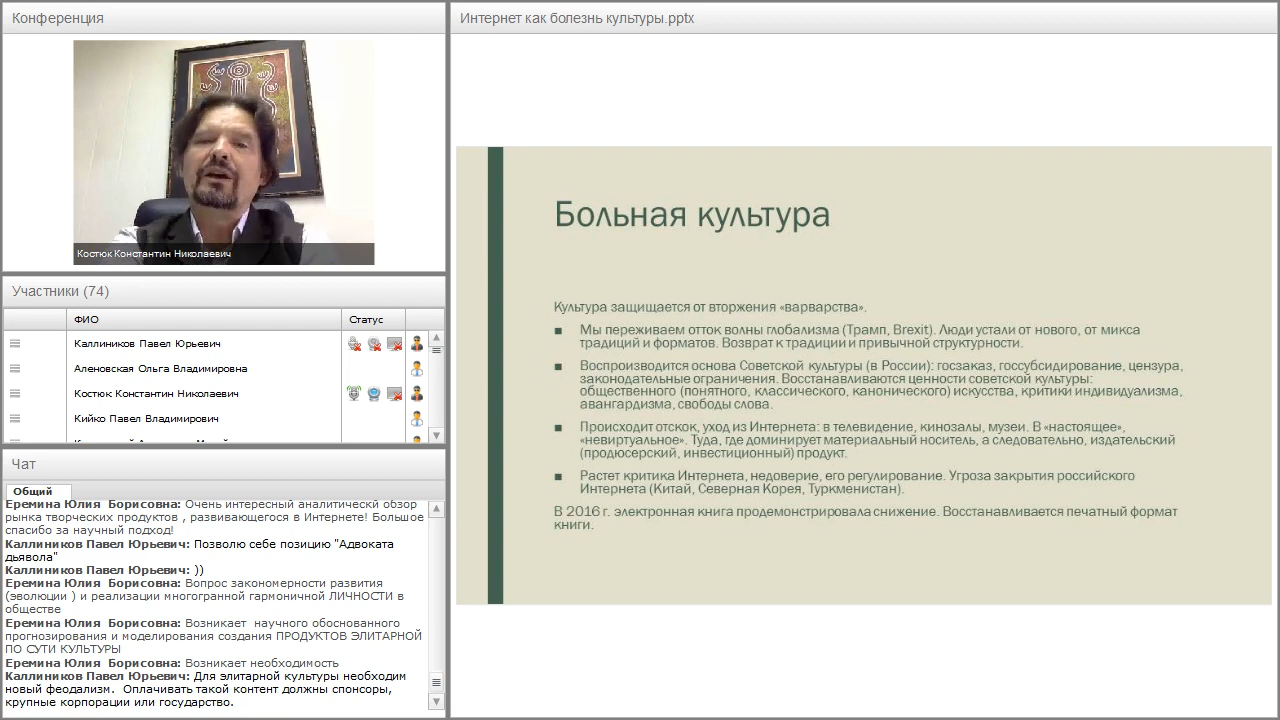 Конференция
Костюк Константин Николаевич
Участники (74)
ФИО
Статус
Каллиников Павел Юрьевич
Аленовская Ольга Владимировна
Костюк Константин Николаевич
Кийко Павел Владимирович
Чат
Общий
Еремина Юлия Борисовна: Очень интересный аналитичекй обзор
рынка творческих продуктов , развивающегося в Интернете! Большое
спасибо за научный подход!
Каллиников Павел Юрьевич: Позволю себе позицию "Адвоката
дьявола"
Каллиников Павел Юрьевич: ))
Еремина Юлия Борисовна: Вопрос закономерности развития
(эволюции ) и реализации многогранной гармоничной ЛИЧНОСТИ в
обществе
Еремина Юлия Борисовна: Возникает научного обоснованного
прогнозирования и моделирования создания ПРОДУКТОВ ЭЛИТАРНОЙ
ПО СУТИ КУЛЬТУРЫ
Еремина Юлия Борисовна: Возникает необходимость
Каллиников Павел Юрьевич: Для элитарной культуры необходим
новый феодализм. Оплачивать такой контент должны спонсоры,
крупные корпорации или государство.
Интернет как болезнь культуры.pptx
Больная культура
Культура защищается от вторжения «варварства».
Мы переживаем отток волны глобализма (Трамп, Brexit). Люди устали от нового, от микса
традиций и форматов. Возврат к традиции и привычной структурности.
Воспроизводится основа Советской культуры (в России): госзаказ, госсубсидирование, цензура,
законодательные ограничения. Восстанавливаются ценности советской культуры:
общественного (понятного, классического, канонического) искусства, критики индивидуализма,
авангардизма, свободы слова.
Происходит отскок, уход из Интернета: в телевидение, кинозалы, музеи. В «настоящее»,
«невиртуальное». Туда, где доминирует материальный носитель, а следовательно, издательский
(продюсерский, инвестиционный) продукт.
Растет критика Интернета, недоверие, его регулирование. Угроза закрытия российского
Интернета (Китай, Северная Корея, Туркменистан).
В 2016 г. электронная книга продемонстрировала снижение. Восстанавливается печатный формат
книги.